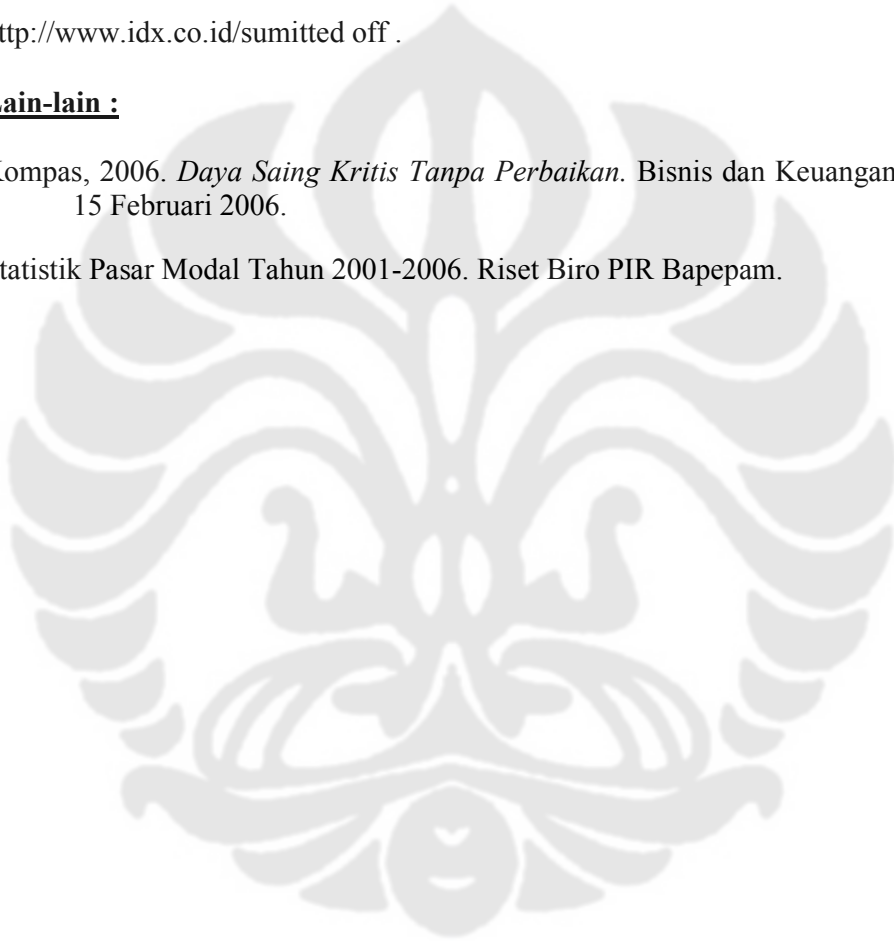 ttp://www.idx.co.id/sumitted off .
ain-lain :
ompas, 2006. Daya Saing Kritis Tanpa Perbaikan. Bisnis dan Keuangan
15 Februari 2006.
tatistik Pasar Modal Tahun 2001-2006. Riset Biro PIR Bapepam.